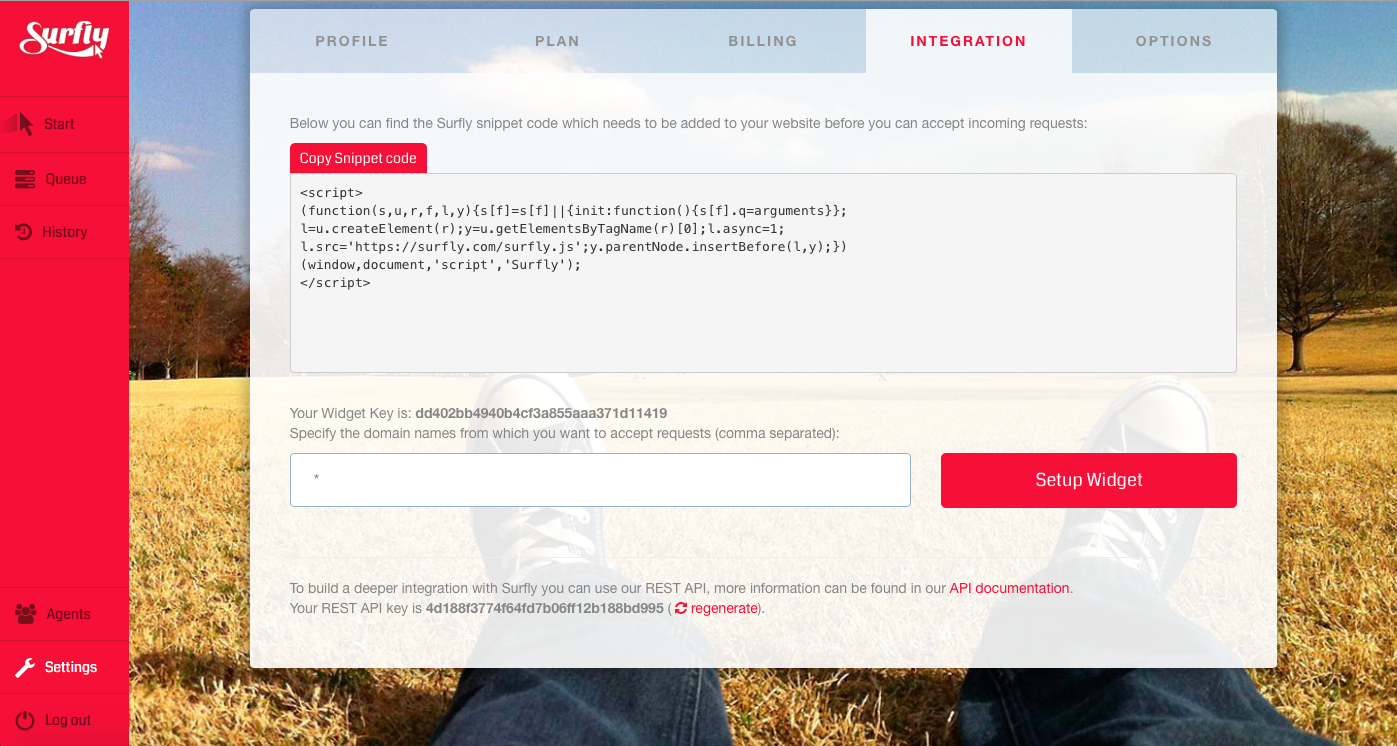 Surfly
PROFILE
PLAN
BILLING
INTEGRATION
OPTIONS
Start
Queue
History
Below you can find the Surfly snippet code which needs to be added to your website before you can accept incoming requests:
Copy Snippet code
<script>
(function(s,u,r,f,l,y){s[f]=s[f]||{init:function(){s[f].q=arguments}};
l=u.createElement(r);y=u.getElementsByTagName(r)[0];l.async=1;
l.src='https://surfly.com/surfly.js';y.parentNode.insertBefore(l,y);})
(window,document,'script','Surfly');
</script>
Your Widget Key is: dd402bb4940b4cf3a855aaa371d11419
Specify the domain names from which you want to accept requests (comma separated):
*
Setup Widget
To build a deeper integration with Surfly you can use our REST API, more information can be found in our API documentation.
Your REST API key is 4d188f3774f64fd7b06ff12b188bd995 ( regenerate).
Agents
Settings
Log out